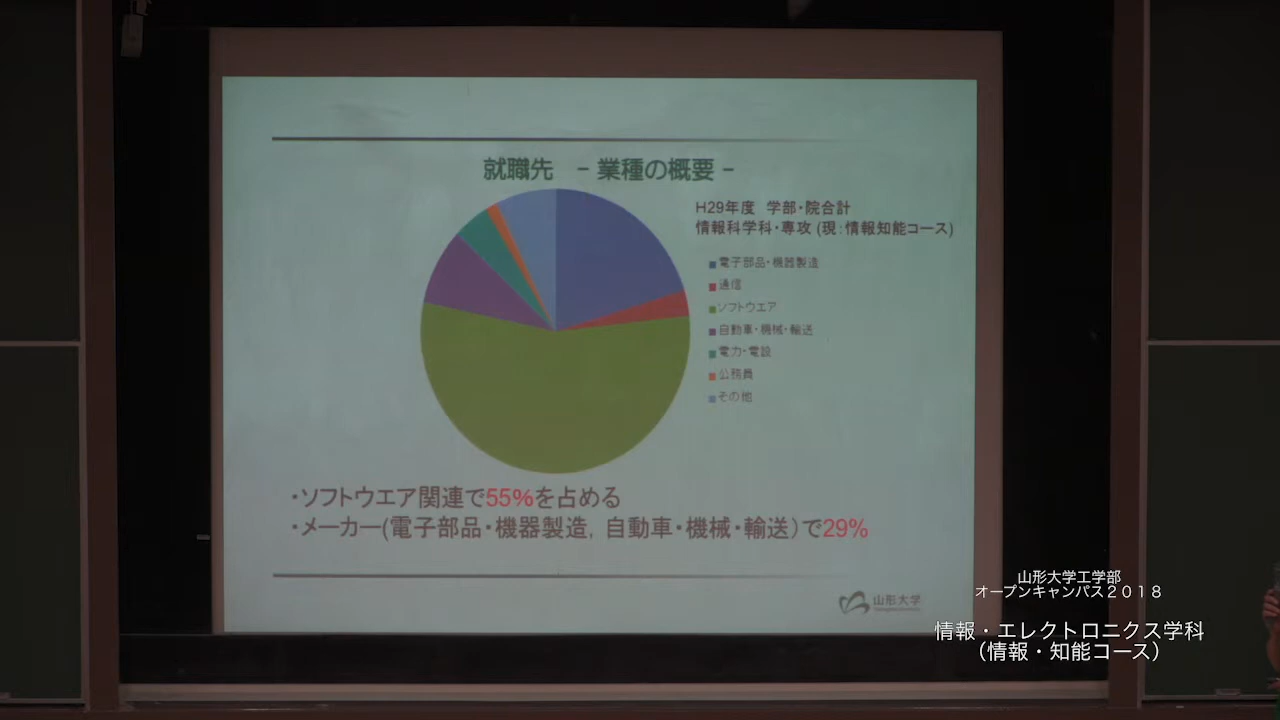 就職先 - 業種の概要 -
H29年度 学部・院合計
情報科学科・専攻 (現:情報知能コース)
電子部品・機器製造
通信
ソフトウエア
自動車・機械・輸送
電力・電設
公務員
その他
・ソフトウエア関連で55%を占める
・メーカー(電子部品・機器製造, 自動車・機械・輸送)で29%
山形大学
山形大学工学部
オープンキャンパス2018
情報・エレクトロニクス学科
(情報・知能コース)